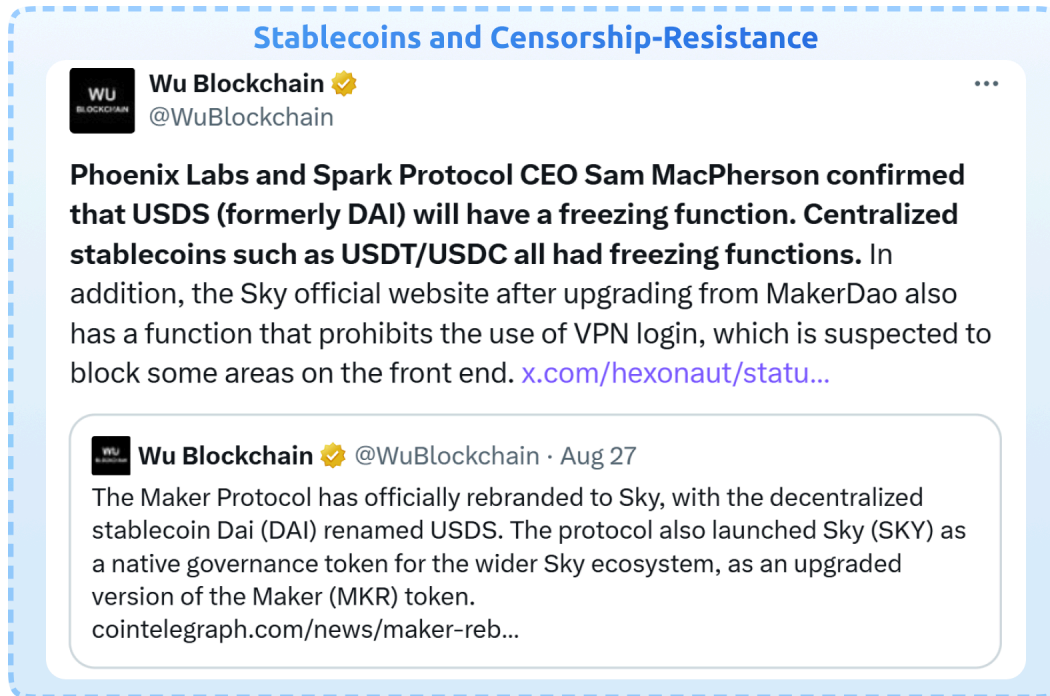 Stablecoins and Censorship-Resistance
WU
BLOCKCHAIN
Wu Blockchain
@WuBlockchain
Phoenix Labs and Spark Protocol CEO Sam MacPherson confirmed
that USDS (formerly DAI) will have a freezing function. Centralized
stablecoins such as USDT/USDC all had freezing functions. In
addition, the Sky official website after upgrading from MakerDao also
has a function that prohibits the use of VPN login, which is suspected to
block some areas on the front end. x.com/hexonaut/statu...
WU
BLOCKCHAIN
Wu Blockchain @WuBlockchain · Aug 27
The Maker Protocol has officially rebranded to Sky, with the decentralized
stablecoin Dai (DAI) renamed USDS. The protocol also launched Sky (SKY) as
a native governance token for the wider Sky ecosystem, as an upgraded
version of the Maker (MKR) token.
cointelegraph.com/news/maker-reb...